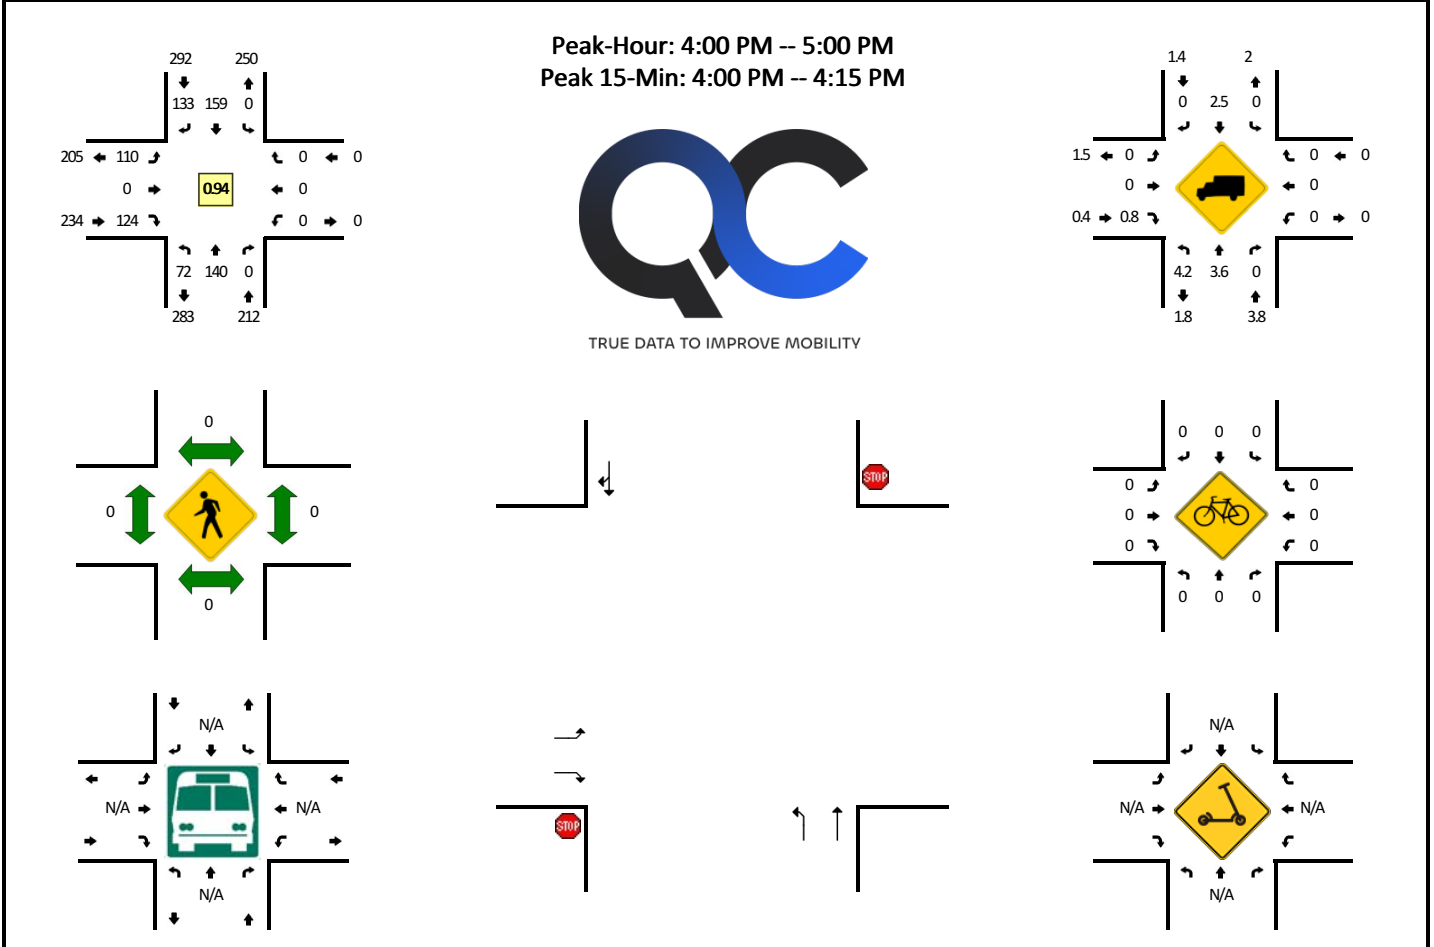 Peak-Hour: 4:00 PM -- 5:00 PM
Peak 15-Min: 4:00 PM -- 4:15 PM
292 250
133 159 0
205 110 0 0
0 0.94 0
234 124 0 0
72 140 0
283 212
QC
TRUE DATA TO IMPROVE MOBILITY
1.4 2
0 2.5 0
1.5 0 0 0
0 0
0.4 0.8 0 0
4.2 3.6 0
1.8 3.8
0
0 0
0
STOP
STOP
0 0 0
0 0
0 0
0 0
0 0 0
N/A
N/A N/A
N/A
N/A
N/A N/A
N/A